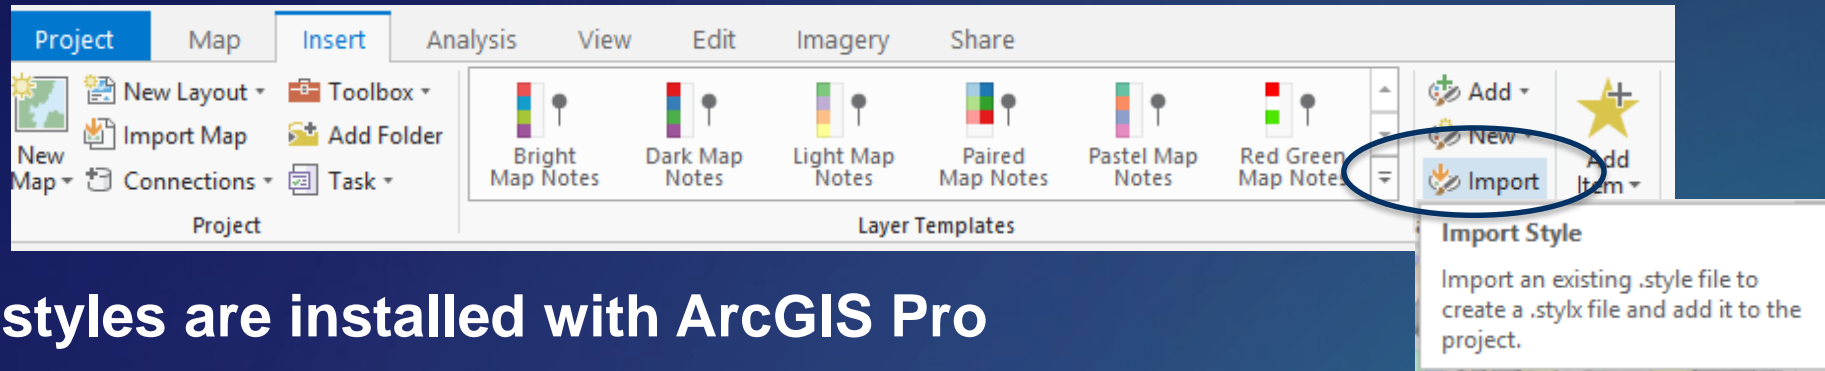 Project Map Insert Analysis View Edit Imagery Share
New Layout Toolbox Add
Import Map Add Folder New
New Map Connections Task Import
Bright Map Notes Dark Map Notes Light Map Notes Paired Map Notes Pastel Map Notes Red Green Map Notes Add Item
Project Layer Templates
Import Style
Import an existing .style file to
create a .stylx file and add it to the
project.
styles are installed with ArcGIS Pro